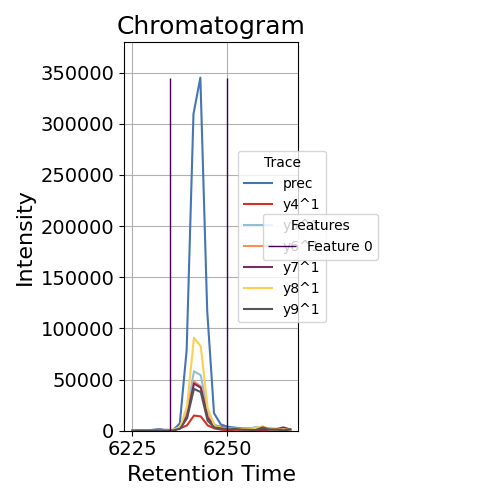 Chromatogram
350000
300000
250000
200000
150000
100000
50000
0
6225
6250
Intensity
Retention Time
Trace
prec
y4^1
Features
Feature 0
y7^1
y8^1
y9^1